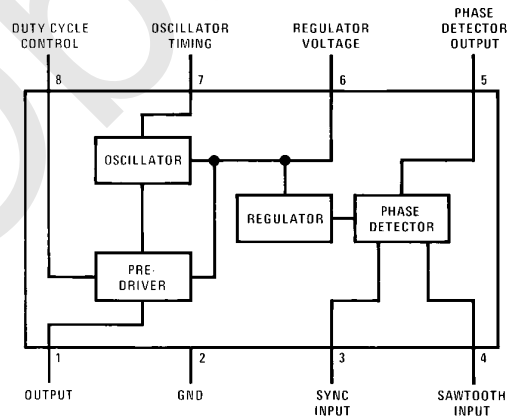 DUTY CYCLE
CONTROL
OSCILLATOR
TIMING
REGULATOR
VOLTAGE
PHASE
DETECTOR
OUTPUT
8
7
6
5
OSCILLATOR
REGULATOR
PHASE
DETECTOR
PRE-
DRIVER
1
2
3
4
OUTPUT
GND
SYNC
INPUT
SAWTOOTH
INPUT